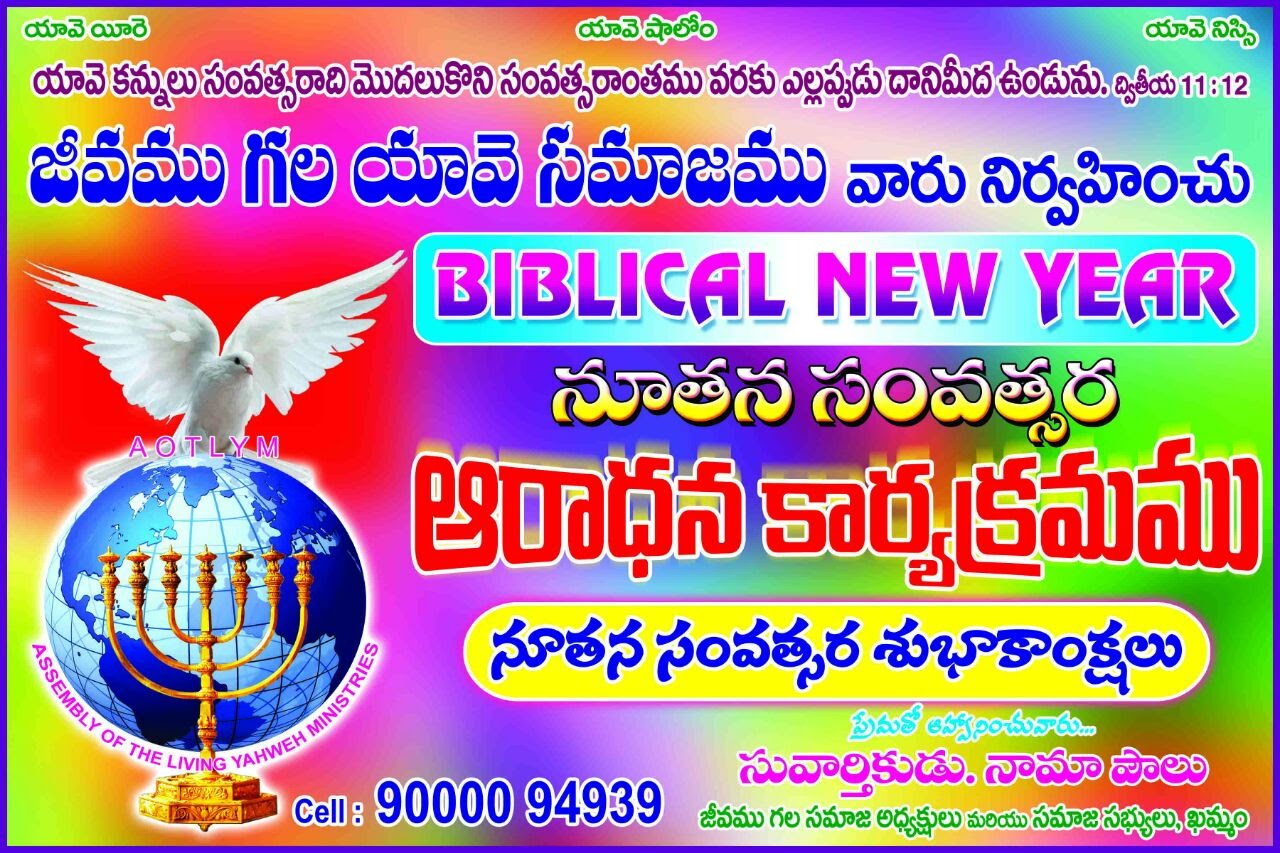 యావె యీరె యావె షాలోం యావె నిస్సి
యావె కన్నులు సంవత్సరాది మొదలుకొని సంవత్సరాంతము వరకు ఎల్లప్పుడు దానిమీద ఉండును. ద్వితీయ 11:12
జీవము గల యావె సమాజము వారు నిర్వహించు
BIBLICAL NEW YEAR
నూతన సంవత్సర
ఆరాధన కార్యక్రమము
నూతన సంవత్సర శుభాకాంక్షలు
AOTLYM
ASSEMBLY OF THE LIVING YAHWEH MINISTRIES
Cell : 90000 94939
ప్రేమతో ఆహ్వానించువారు...
సువార్తికుడు. నామా పౌలు
జీవము గల సమాజ అధ్యక్షులు మరియు సమాజ సభ్యులు, ఖమ్మం